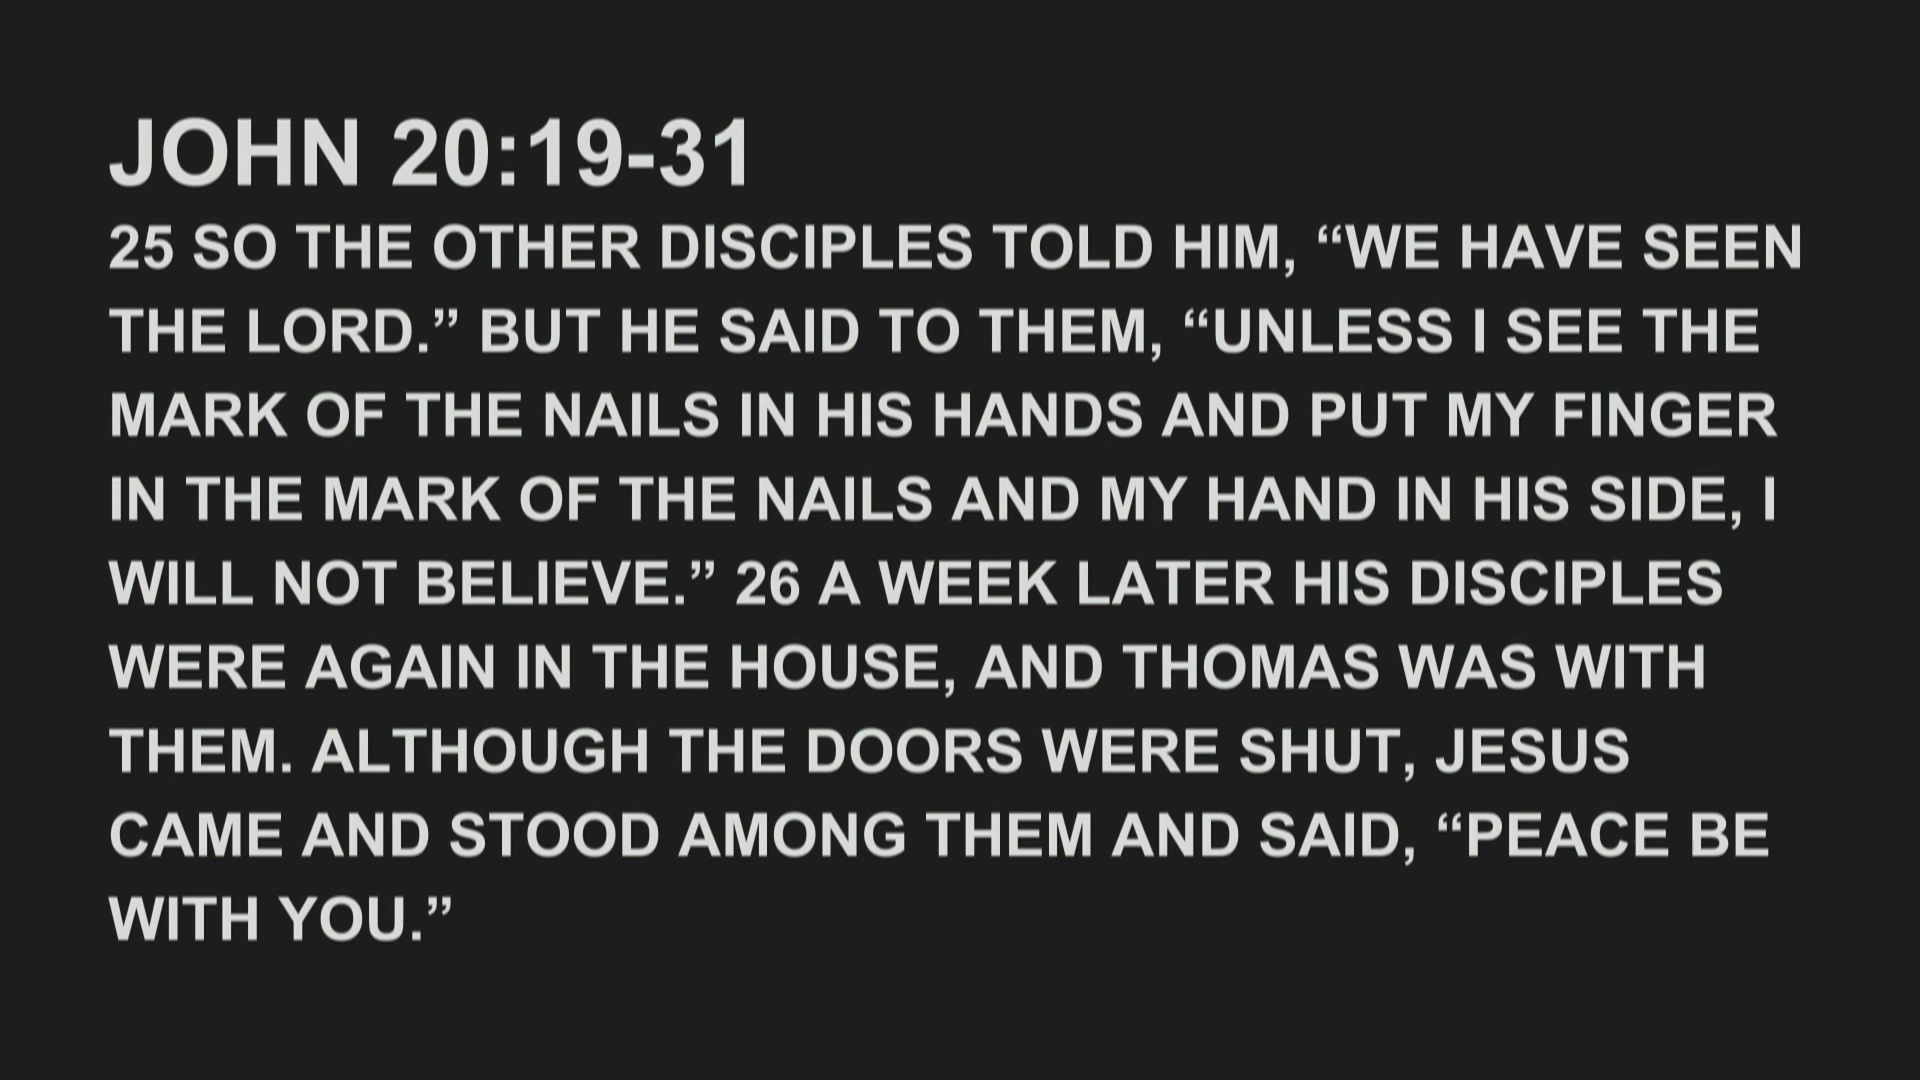 JOHN 20:19-31
25 SO THE OTHER DISCIPLES TOLD HIM, “WE HAVE SEEN
THE LORD.” BUT HE SAID TO THEM, “UNLESS I SEE THE
MARK OF THE NAILS IN HIS HANDS AND PUT MY FINGER
IN THE MARK OF THE NAILS AND MY HAND IN HIS SIDE, I
WILL NOT BELIEVE.” 26 A WEEK LATER HIS DISCIPLES
WERE AGAIN IN THE HOUSE, AND THOMAS WAS WITH
THEM. ALTHOUGH THE DOORS WERE SHUT, JESUS
CAME AND STOOD AMONG THEM AND SAID, “PEACE BE
WITH YOU.”